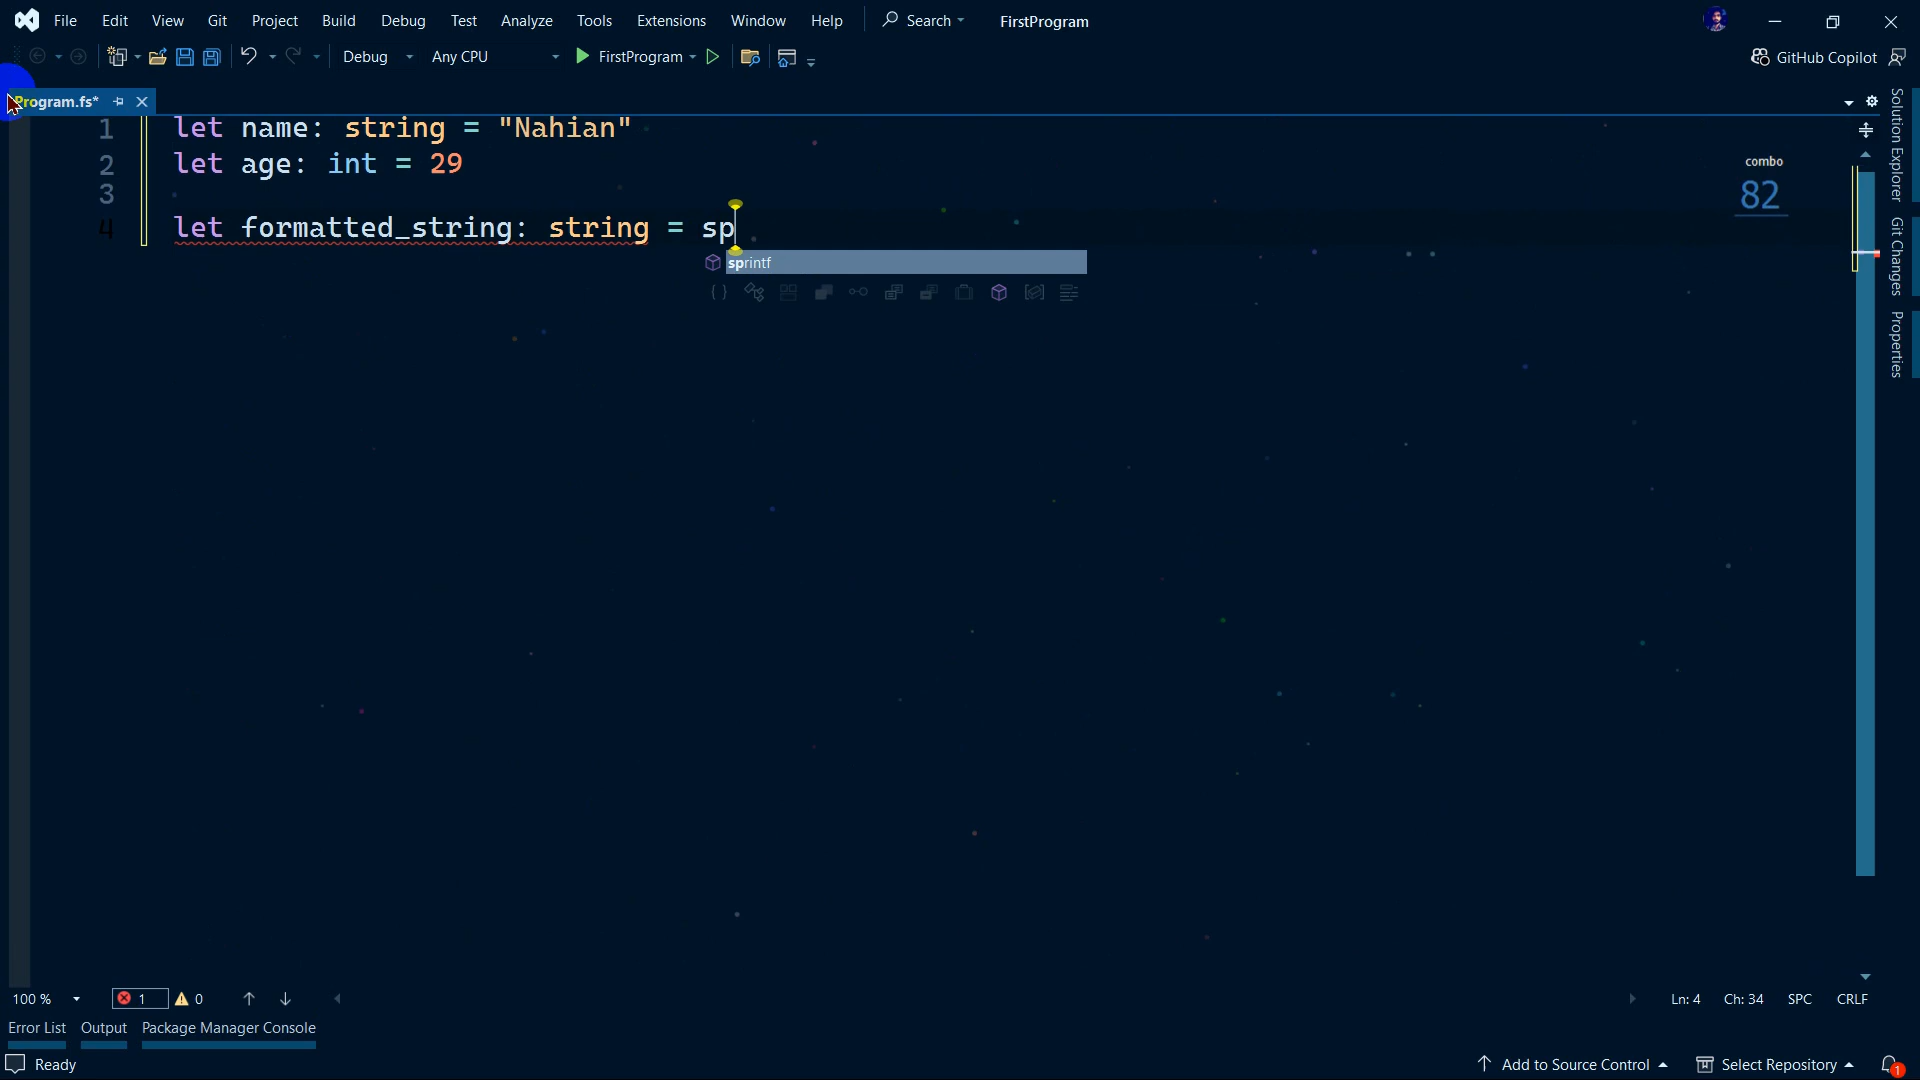 File Edit View Git Project Build Debug Test Analyze Tools Extensions Window Help Search FirstProgram
Debug Any CPU FirstProgram GitHub Copilot
Program.fs*
1 let name: string = "Nahian"
2 let age: int = 29
3
4 let formatted_string: string = sp
sprintf
combo
82
Solution Explorer
Git Changes
Properties
100 % 1 0 Ln: 4 Ch: 34 SPC CRLF
Error List Output Package Manager Console
Ready Add to Source Control Select Repository 1